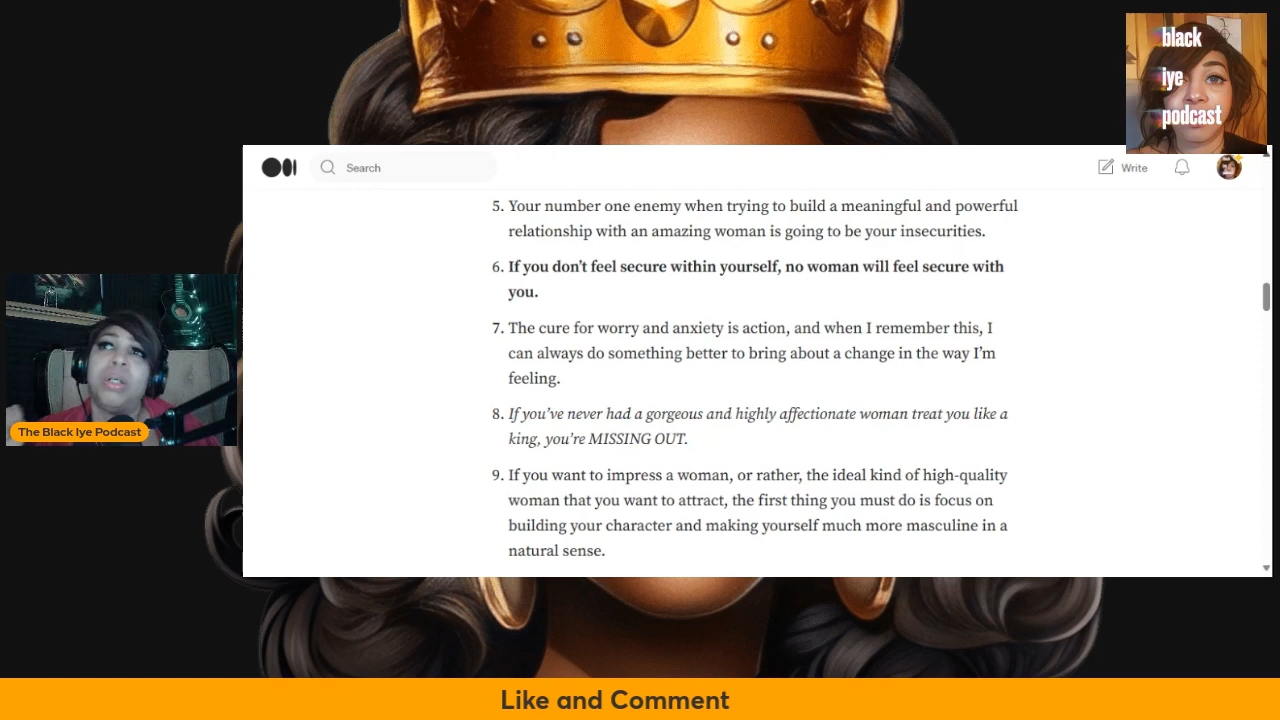 black
iye
podcast
Search
Write
5. Your number one enemy when trying to build a meaningful and powerful
relationship with an amazing woman is going to be your insecurities.
6. If you don’t feel secure within yourself, no woman will feel secure with
you.
7. The cure for worry and anxiety is action, and when I remember this, I
can always do something better to bring about a change in the way I’m
feeling.
8. If you’ve never had a gorgeous and highly affectionate woman treat you like a
king, you’re MISSING OUT.
9. If you want to impress a woman, or rather, the ideal kind of high-quality
woman that you want to attract, the first thing you must do is focus on
building your character and making yourself much more masculine in a
natural sense.
The Black Iye Podcast
Like and Comment